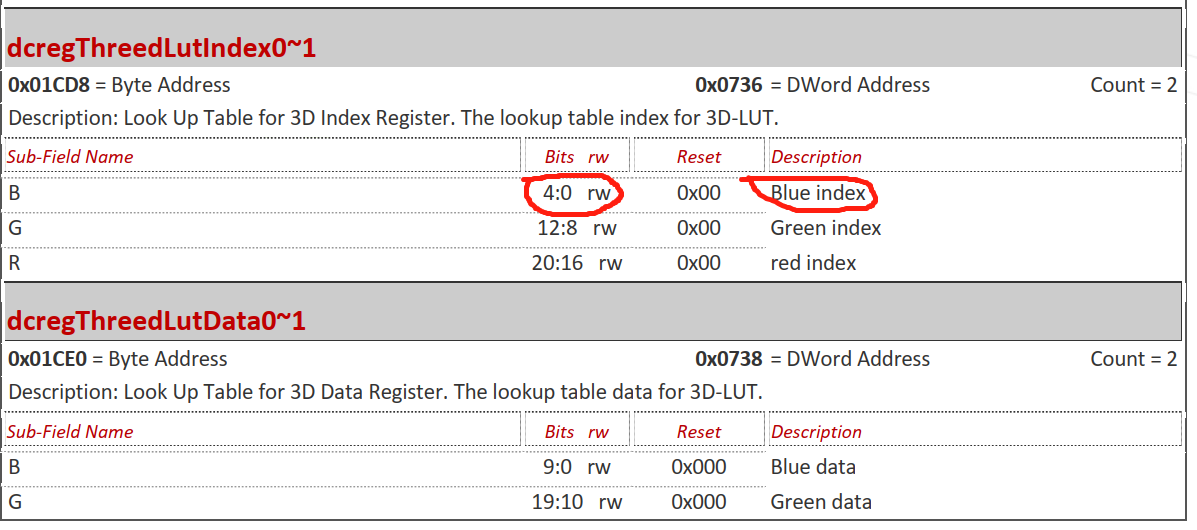 dcregThreedLutIndex0~1
0x01CD8 = Byte Address 0x0736 = DWord Address Count = 2
Description: Look Up Table for 3D Index Register. The lookup table index for 3D-LUT.
Sub-Field Name Bits rw Reset Description
B 4:0 rw 0x00 Blue index
G 12:8 rw 0x00 Green index
R 20:16 rw 0x00 red index
dcregThreedLutData0~1
0x01CE0 = Byte Address 0x0738 = DWord Address Count = 2
Description: Look Up Table for 3D Data Register. The lookup table data for 3D-LUT.
Sub-Field Name Bits rw Reset Description
B 9:0 rw 0x000 Blue data
G 19:10 rw 0x000 Green data